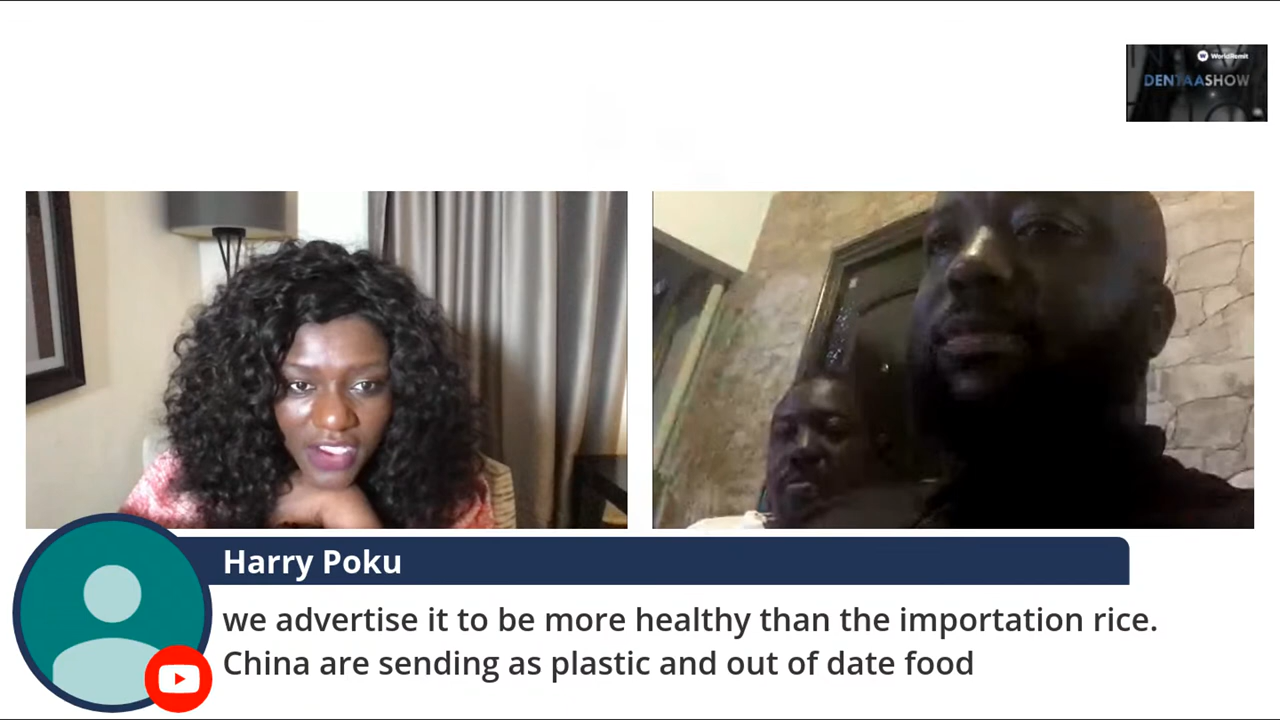 WorldRemit
DENTAASHOW
Harry Poku
we advertise it to be more healthy than the importation rice.
China are sending as plastic and out of date food